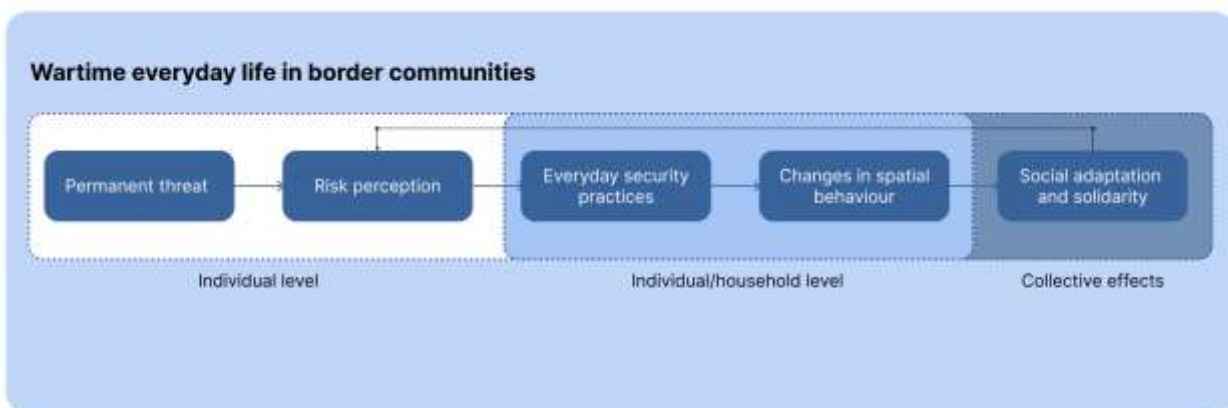 Wartime everyday life in border communities
Permanent threat
Risk perception
Everyday security
practices
Changes in spatial
behaviour
Social adaptation
and solidarity
Individual level
Individual/household level
Collective effects